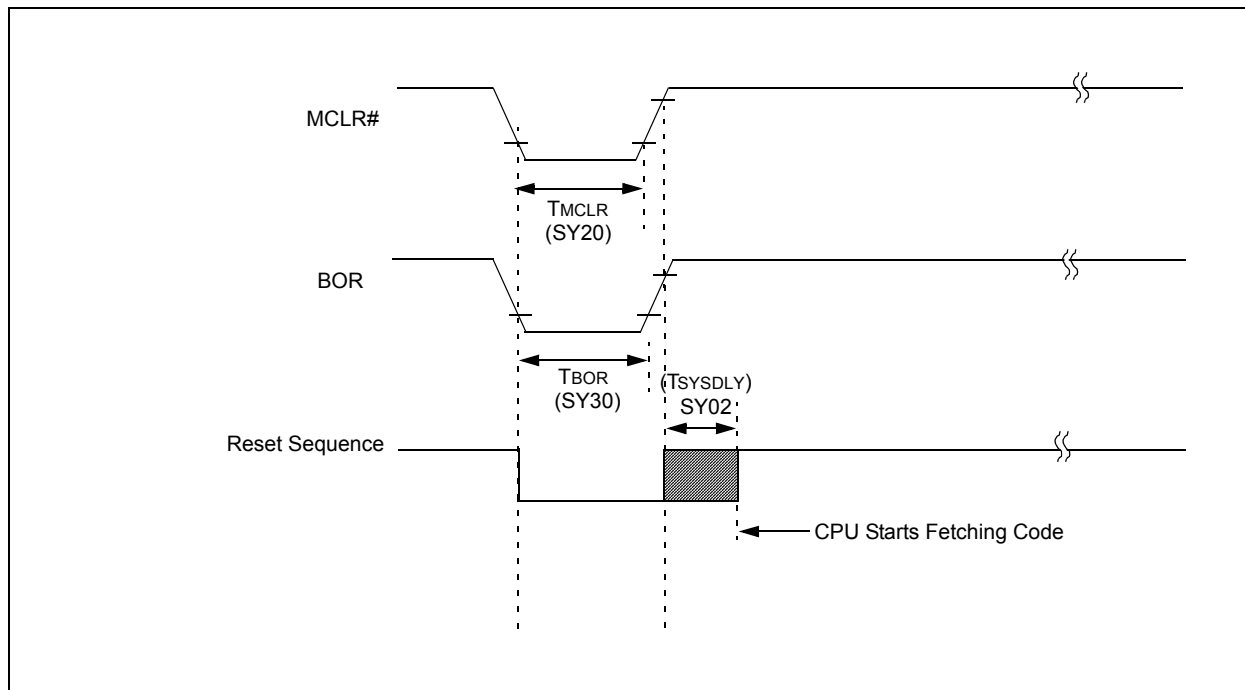 MCLR#
TMCLR
(SY20)
BOR
TBOR
(SY30)
(TSYSDLY)
SY02
Reset Sequence
CPU Starts Fetching Code